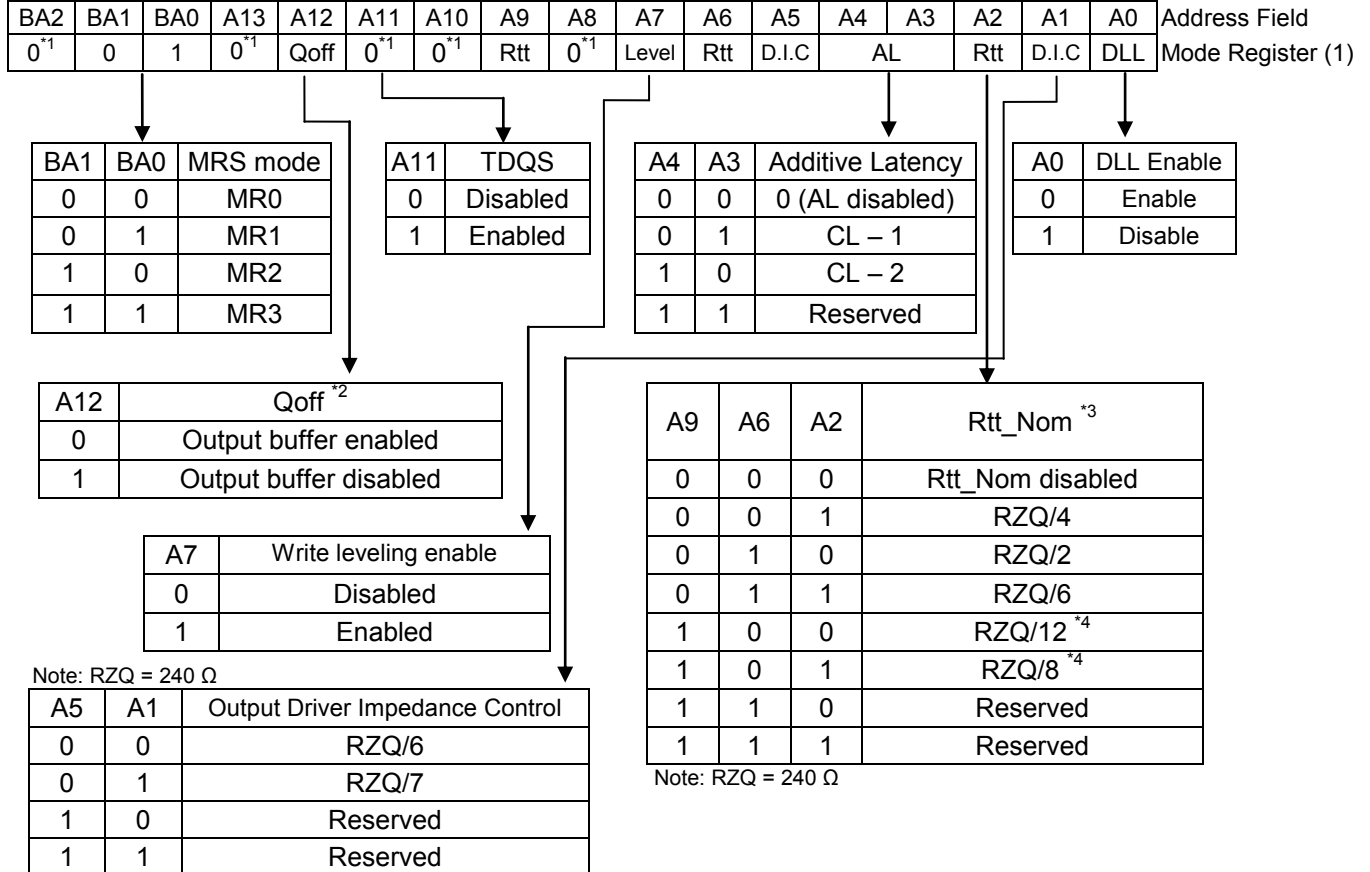 BA2 BA1 BA0 A13 A12 A11 A10 A9 A8 A7 A6 A5 A4 A3 A2 A1 A0 Address Field
0*1 0 1 0*1 Qoff 0*1 0*1 Rtt 0*1 Level Rtt D.I.C AL Rtt D.I.C DLL Mode Register (1)
BA1 BA0 MRS mode
0 0 MR0
0 1 MR1
1 0 MR2
1 1 MR3
A11 TDQS
0 Disabled
1 Enabled
A4 A3 Additive Latency
0 0 0 (AL disabled)
0 1 CL – 1
1 0 CL – 2
1 1 Reserved
A0 DLL Enable
0 Enable
1 Disable
A12 Qoff *2
0 Output buffer enabled
1 Output buffer disabled
A9 A6 A2 Rtt_Nom *3
0 0 0 Rtt_Nom disabled
0 0 1 RZQ/4
0 1 0 RZQ/2
0 1 1 RZQ/6
1 0 0 RZQ/12 *4
1 0 1 RZQ/8 *4
1 1 0 Reserved
1 1 1 Reserved
Note: RZQ = 240 Ω
A7 Write leveling enable
0 Disabled
1 Enabled
Note: RZQ = 240 Ω
A5 A1 Output Driver Impedance Control
0 0 RZQ/6
0 1 RZQ/7
1 0 Reserved
1 1 Reserved